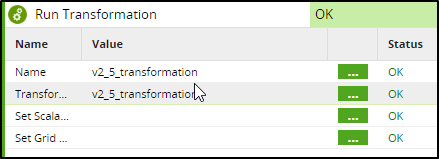 Run Transformation OK
Name Value Status
Name v2_5_transformation ... OK
Transfor... v2_5_transformation ... OK
Set Scala... ... OK
Set Grid ... ... OK